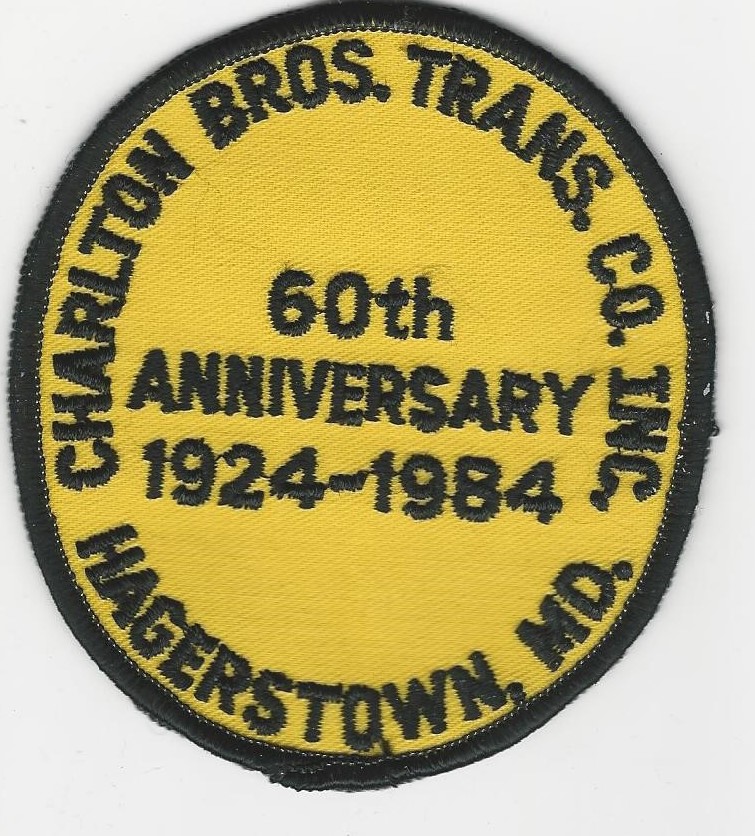 CHARLTON BROS. TRANS. CO. INC.
60th
ANNIVERSARY
1924-1984
HAGERSTOWN, MD.